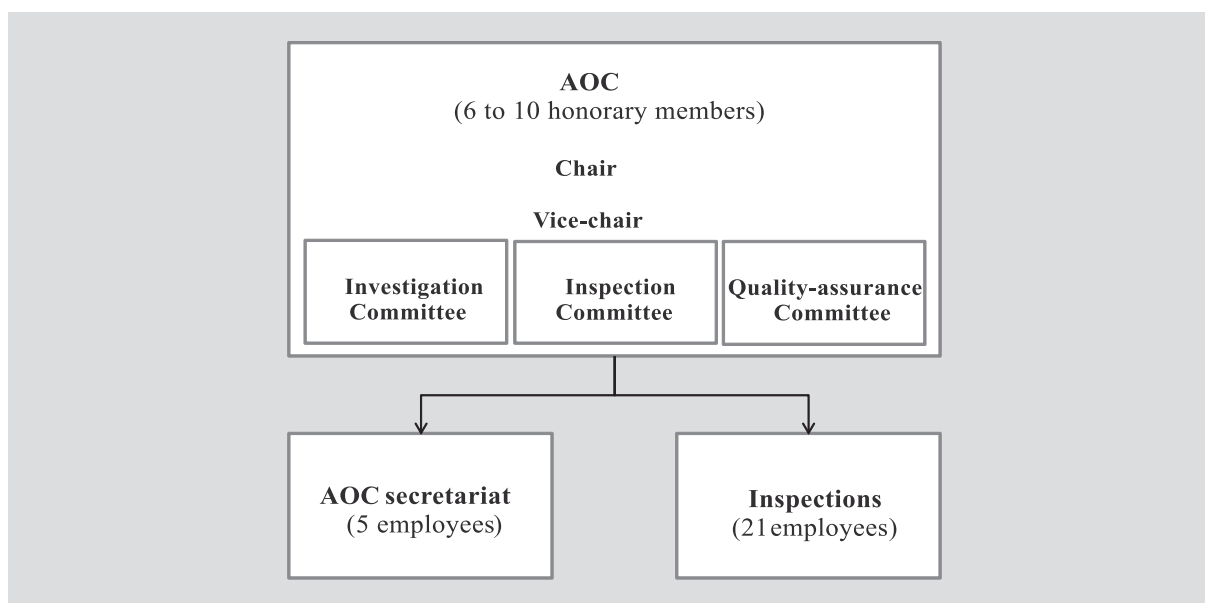 AOC
(6 to 10 honorary members)
Chair
Vice-chair
Investigation
Committee
Inspection
Committee
Quality-assurance
Committee
AOC secretariat
(5 employees)
Inspections
(21employees)